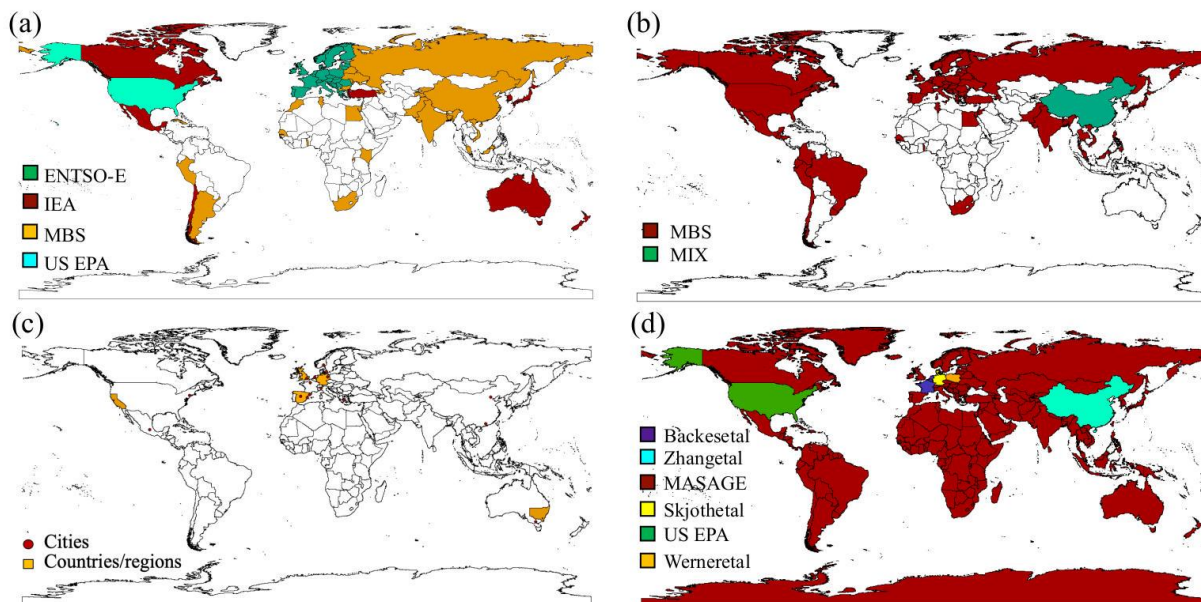 (a)
ENTSO-E
IEA
MBS
US EPA
(b)
MBS
MIX
(c)
Cities
Countries/regions
(d)
Backesetal
Zhangetal
MASAGE
Skjothetal
US EPA
Werneretal